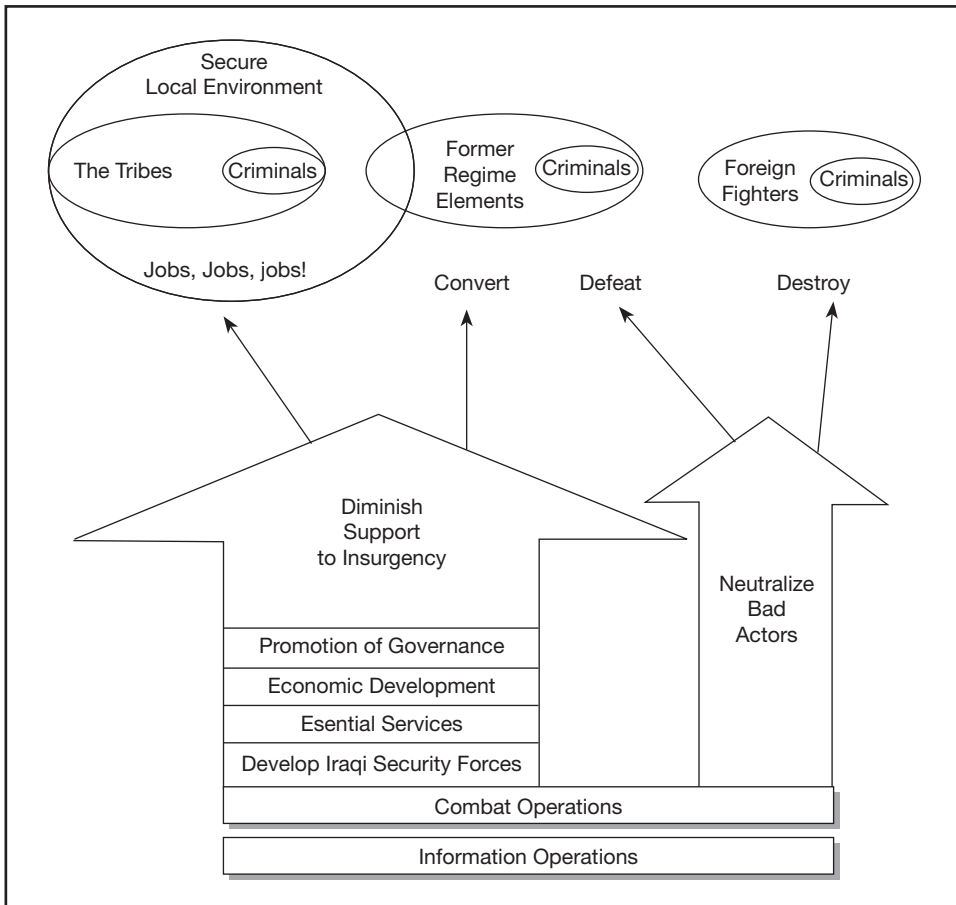 Secure
Local Environment
The Tribes
Criminals
Jobs, Jobs, jobs!
Former
Regime
Elements
Criminals
Foreign
Fighters
Criminals
Convert
Defeat
Destroy
Diminish
Support
to Insurgency
Neutralize
Bad
Actors
Promotion of Governance
Economic Development
Esential Services
Develop Iraqi Security Forces
Combat Operations
Information Operations